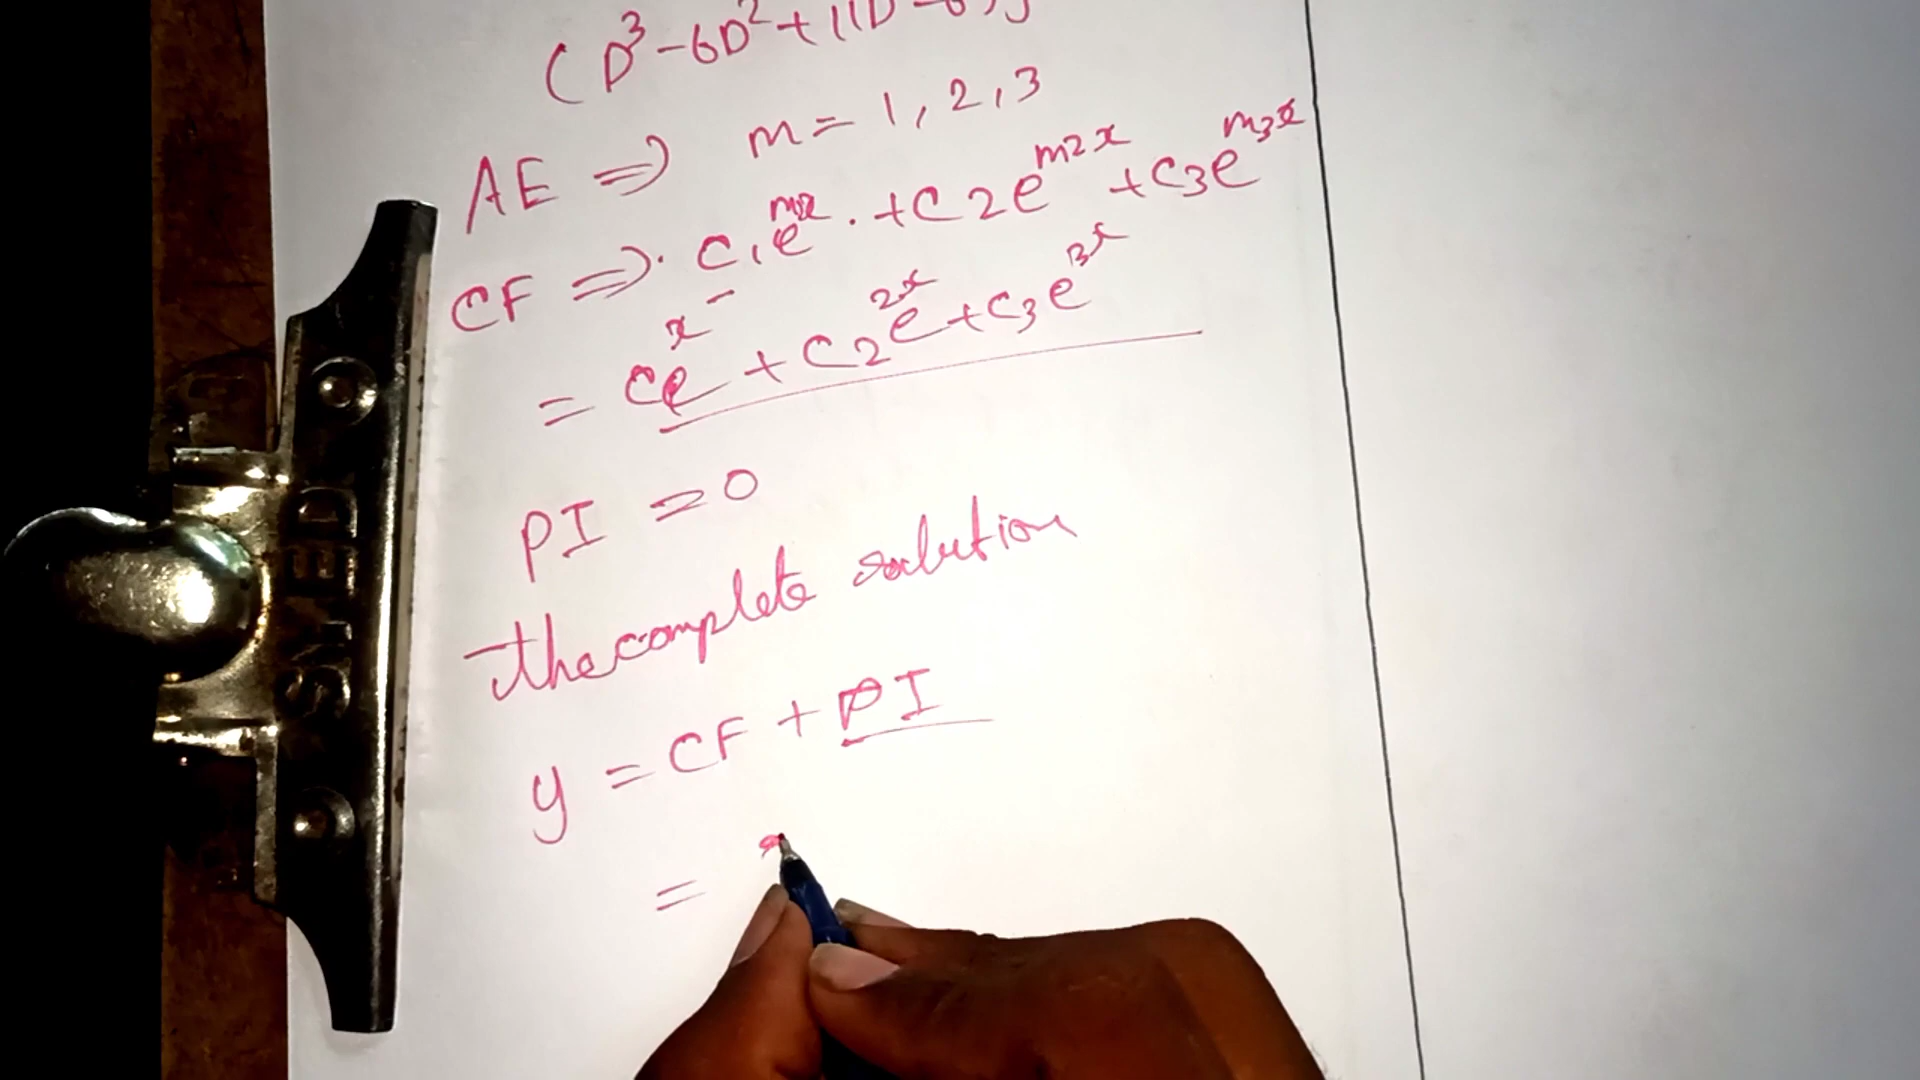 (D³-6D²+11D-6)y
AE ⇒ m = 1, 2, 3
CF ⇒ C₁e^m₁x + C₂e^m₂x + C₃e^m₃x
= Ce^x + C₂e^2x + C₃e^3x
PI = 0
The complete solution
y = CF + PI
=